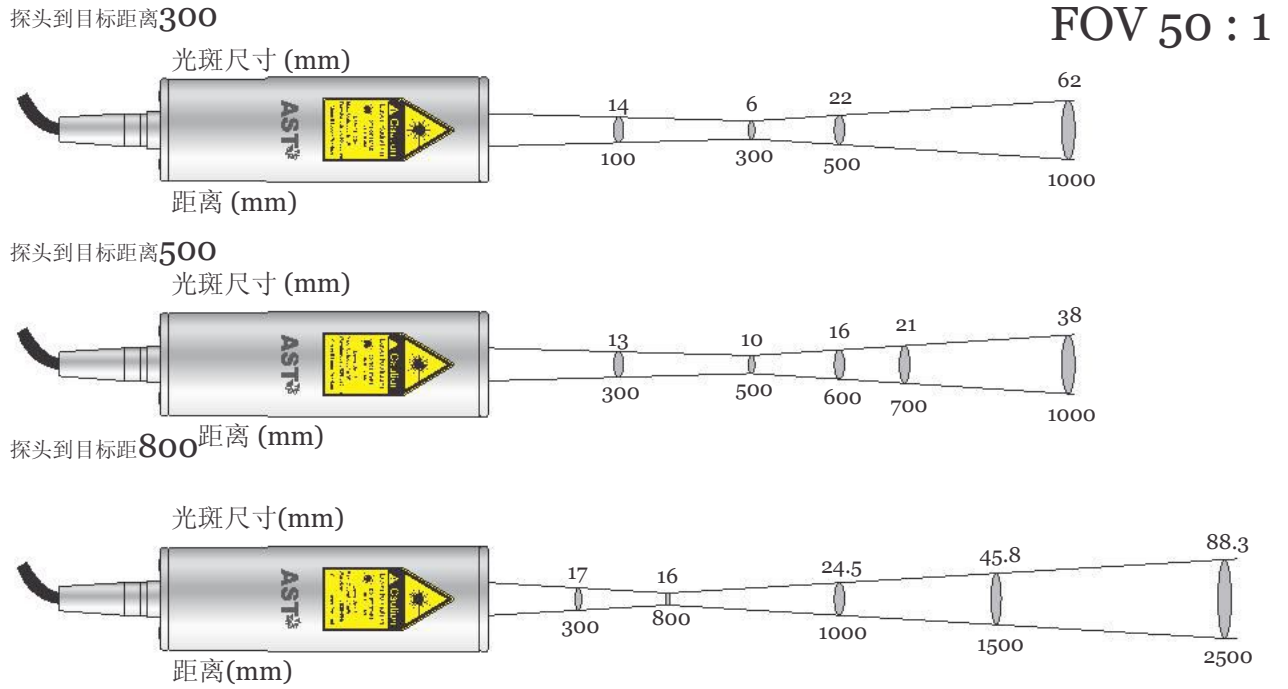 探头到目标距离300
FOV 50 : 1
光斑尺寸 (mm)
14 6 22 62
AST
100 300 500 1000
距离 (mm)
探头到目标距离500
光斑尺寸 (mm)
13 10 16 21 38
AST
Caution
300 500 600 700 1000
距离 (mm)
探头到目标距800
光斑尺寸(mm)
17 16 24.5 45.8 88.3
AST
Caution
300 800 1000 1500 2500
距离(mm)